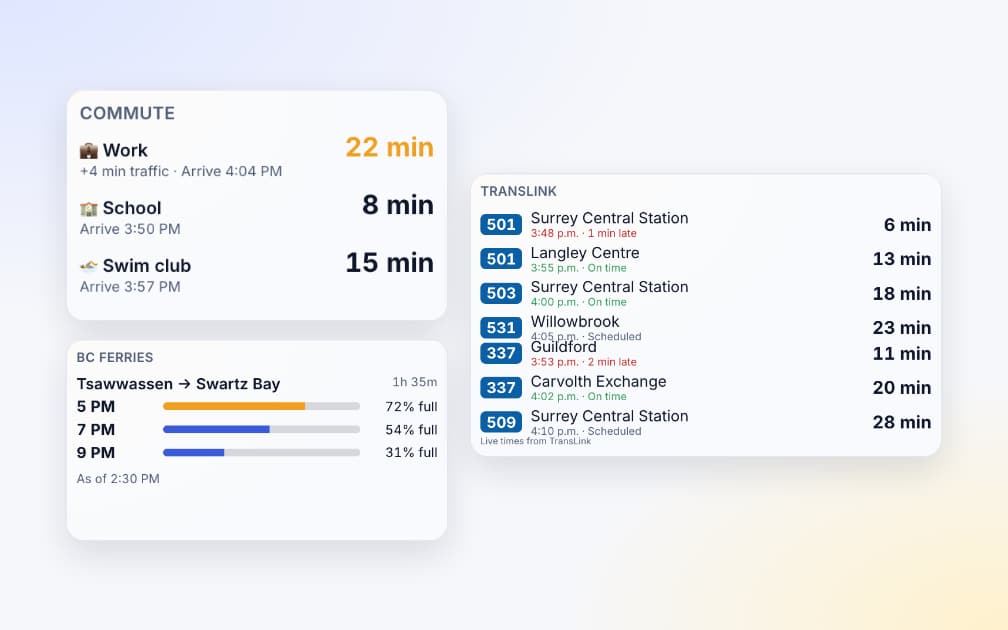 COMMUTE
Work 22 min
+4 min traffic · Arrive 4:04 PM
School 8 min
Arrive 3:50 PM
Swim club 15 min
Arrive 3:57 PM
BC FERRIES
Tsawwassen → Swartz Bay 1h 35m
5 PM 72% full
7 PM 54% full
9 PM 31% full
As of 2:30 PM
TRANSLINK
501 Surrey Central Station 6 min
3:48 p.m. · 1 min late
501 Langley Centre 13 min
3:55 p.m. · On time
503 Surrey Central Station 18 min
4:00 p.m. · On time
531 Willowbrook 23 min
4:05 p.m. · Scheduled
337 Guildford 11 min
3:53 p.m. · 2 min late
337 Carvolth Exchange 20 min
4:02 p.m. · On time
509 Surrey Central Station 28 min
4:10 p.m. · Scheduled
Live times from TransLink